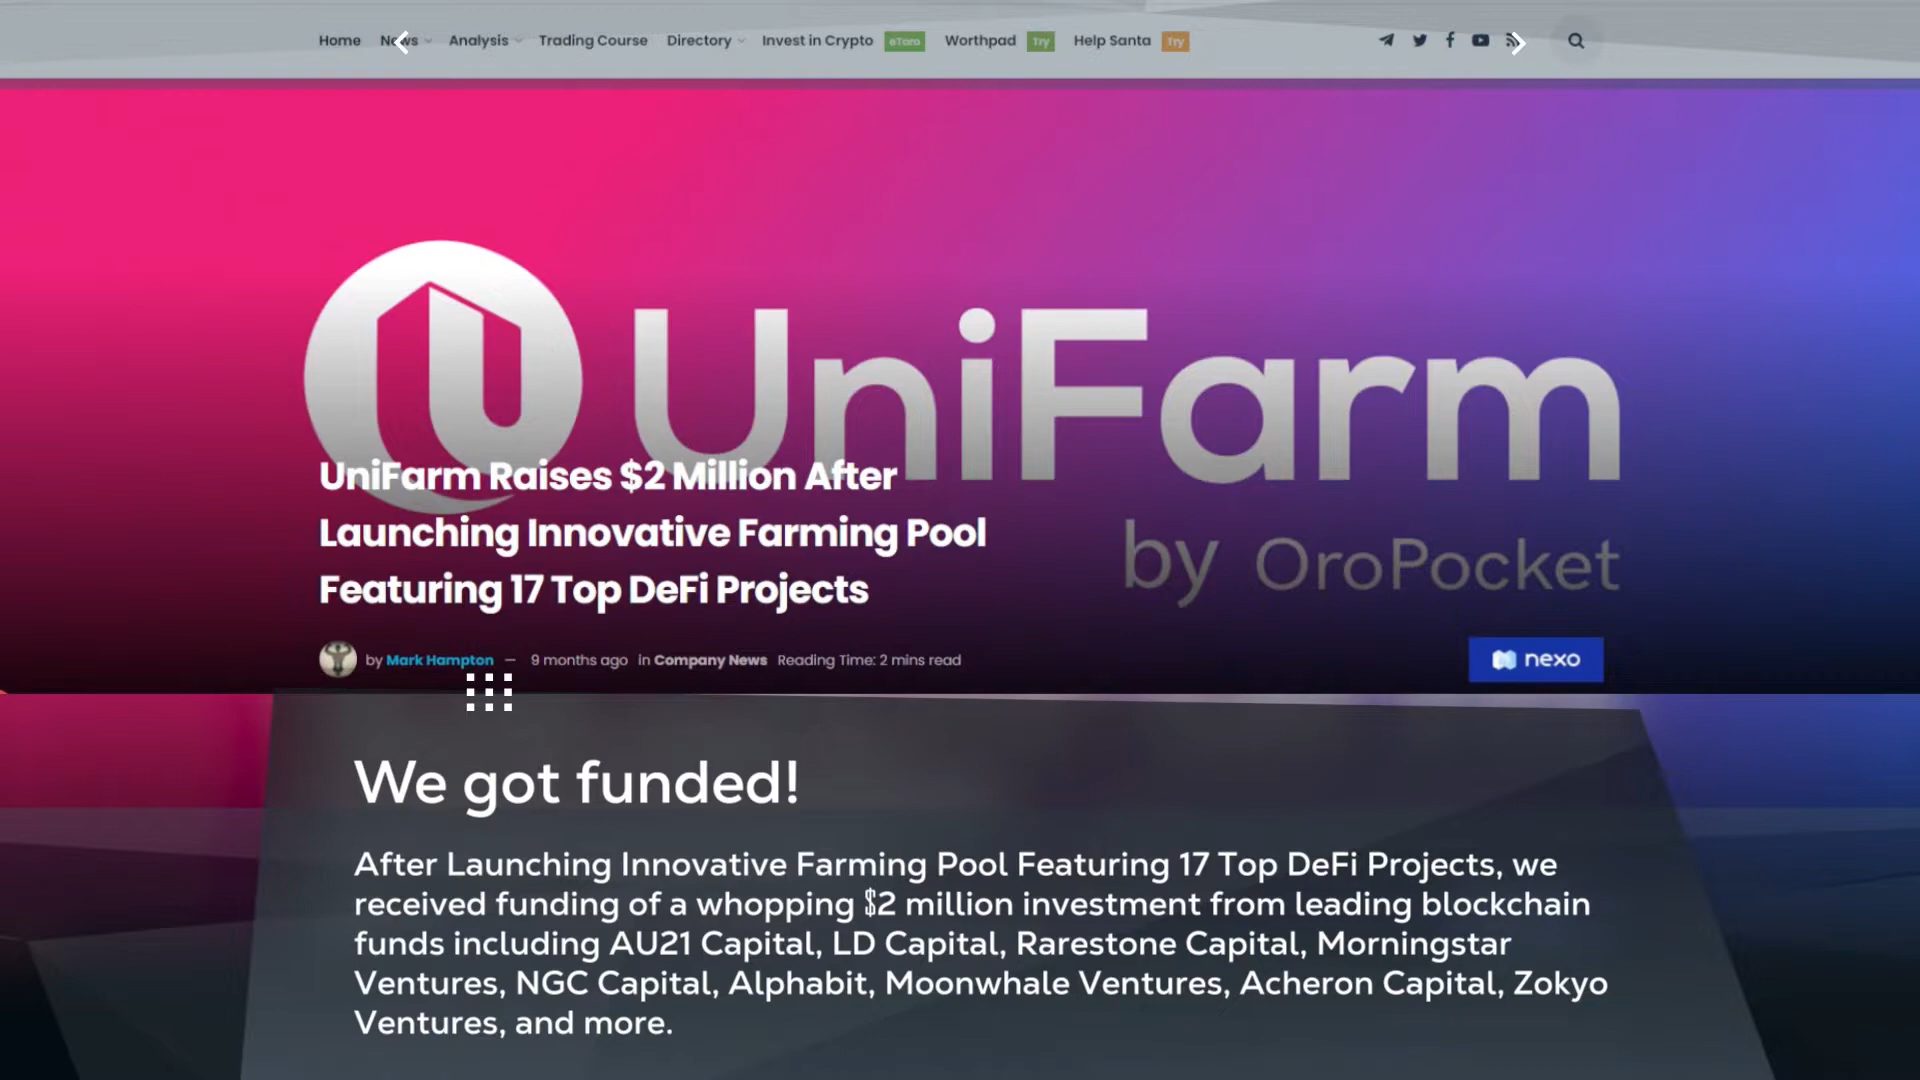 Home News Analysis Trading Course Directory Invest in Crypto eToro Worthpad Try Help Santa Try
UniFarm
by OroPocket
UniFarm Raises $2 Million After
Launching Innovative Farming Pool
Featuring 17 Top DeFi Projects
by Mark Hampton — 9 months ago in Company News Reading Time: 2 mins read
nexo
We got funded!
After Launching Innovative Farming Pool Featuring 17 Top DeFi Projects, we
received funding of a whopping $2 million investment from leading blockchain
funds including AU21 Capital, LD Capital, Rarestone Capital, Morningstar
Ventures, NGC Capital, Alphabit, Moonwhale Ventures, Acheron Capital, Zokyo
Ventures, and more.